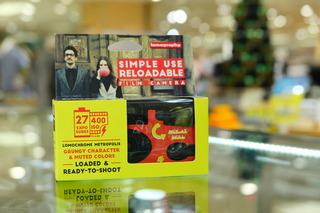 lomography
SIMPLE USE
RELOADABLE
FILM CAMERA
27
EXPO
SURES
400
ISO
LOMOCHROME METROPOLIS
GRUNGY CHARACTER
& MUTED COLORS
LOADED &
READY-TO-SHOOT